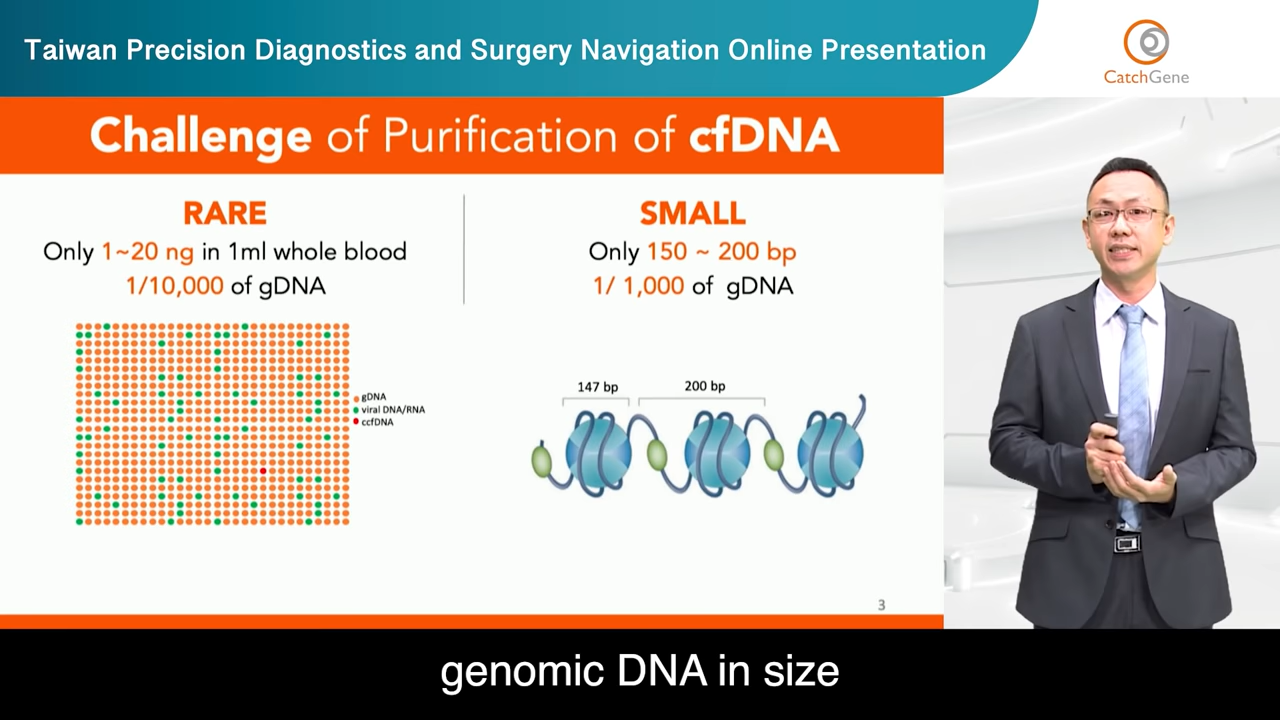 Taiwan Precision Diagnostics and Surgery Navigation Online Presentation
CatchGene
Challenge of Purification of cfDNA
RARE
Only 1~20 ng in 1ml whole blood
1/10,000 of gDNA
gDNA
viral DNA/RNA
ccfDNA
SMALL
Only 150 ~ 200 bp
1/ 1,000 of gDNA
147 bp
200 bp
3
genomic DNA in size